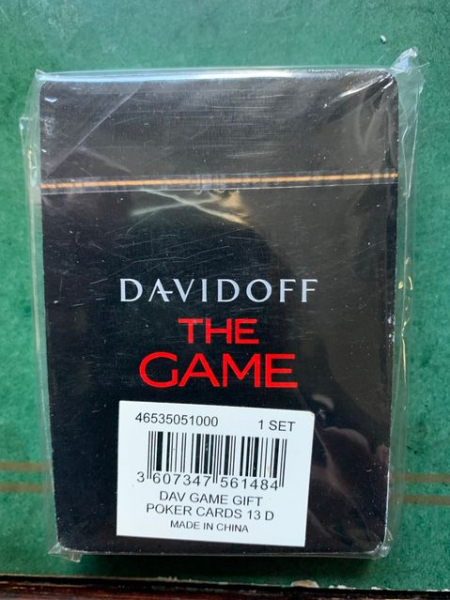 DAVIDOFF
THE
GAME
46535051000 1 SET
3 607347 561484
DAV GAME GIFT
POKER CARDS 13 D
MADE IN CHINA